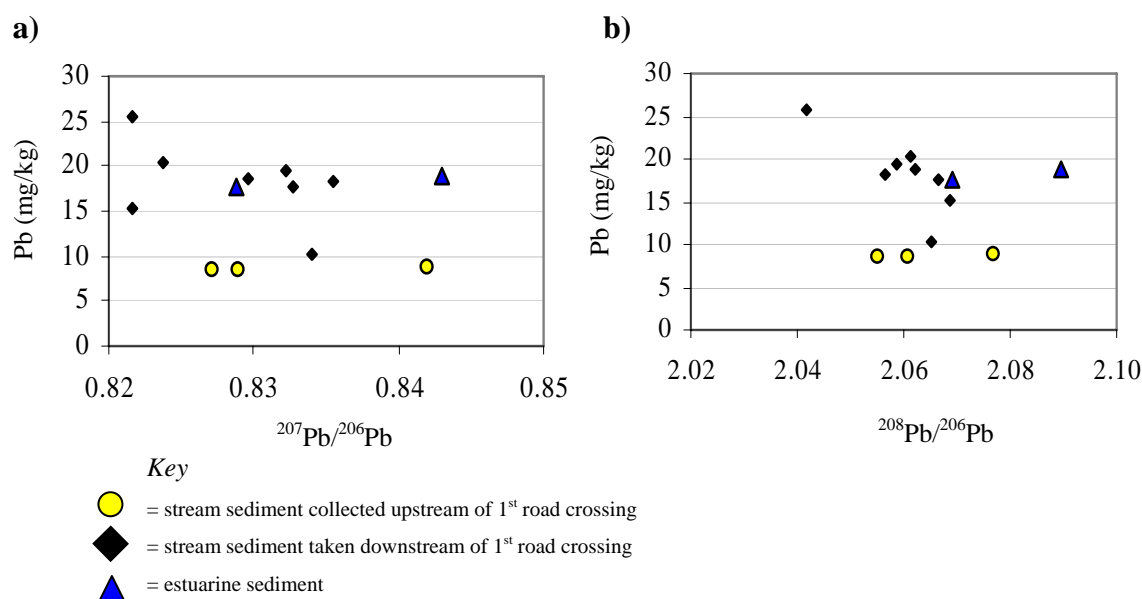 a)
30
25
20
15
10
5
0
Pb (mg/kg)
0.82 0.83 0.84 0.85
²⁰⁷Pb/²⁰⁶Pb
b)
30
25
20
15
10
5
0
Pb (mg/kg)
2.02 2.04 2.06 2.08 2.10
²⁰⁸Pb/²⁰⁶Pb
Key
= stream sediment collected upstream of 1ˢᵗ road crossing
= stream sediment taken downstream of 1ˢᵗ road crossing
= estuarine sediment